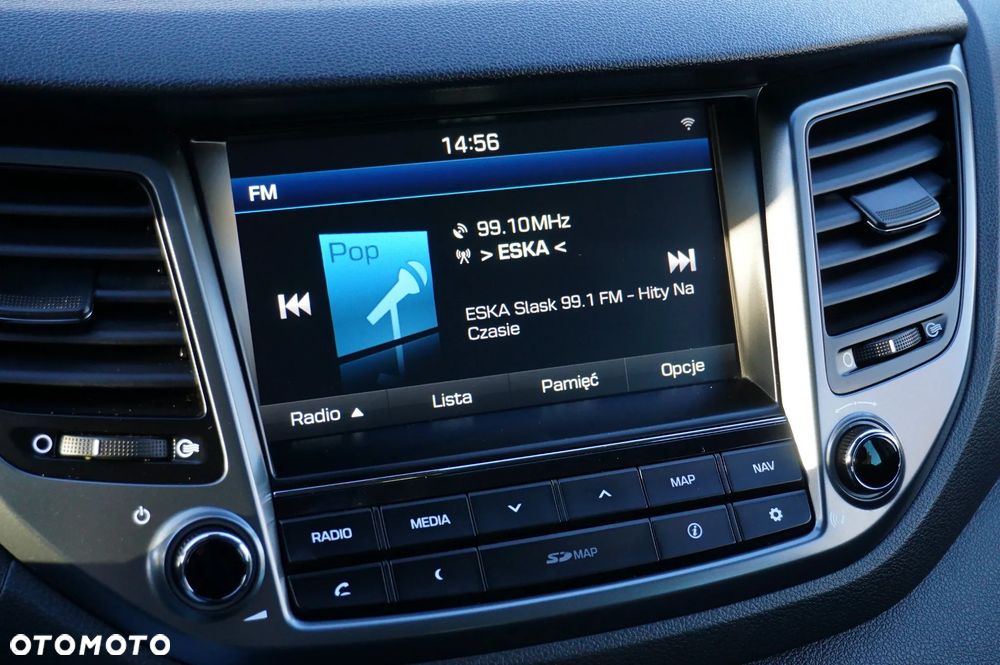 14:56
FM
Pop
99.10MHz
> ESKA <
ESKA Slask 99.1 FM - Hity Na
Czasie
Radio ▲
Lista
Pamięć
Opcje
RADIO
MEDIA
MAP
NAV
SD MAP
OTOMOTO